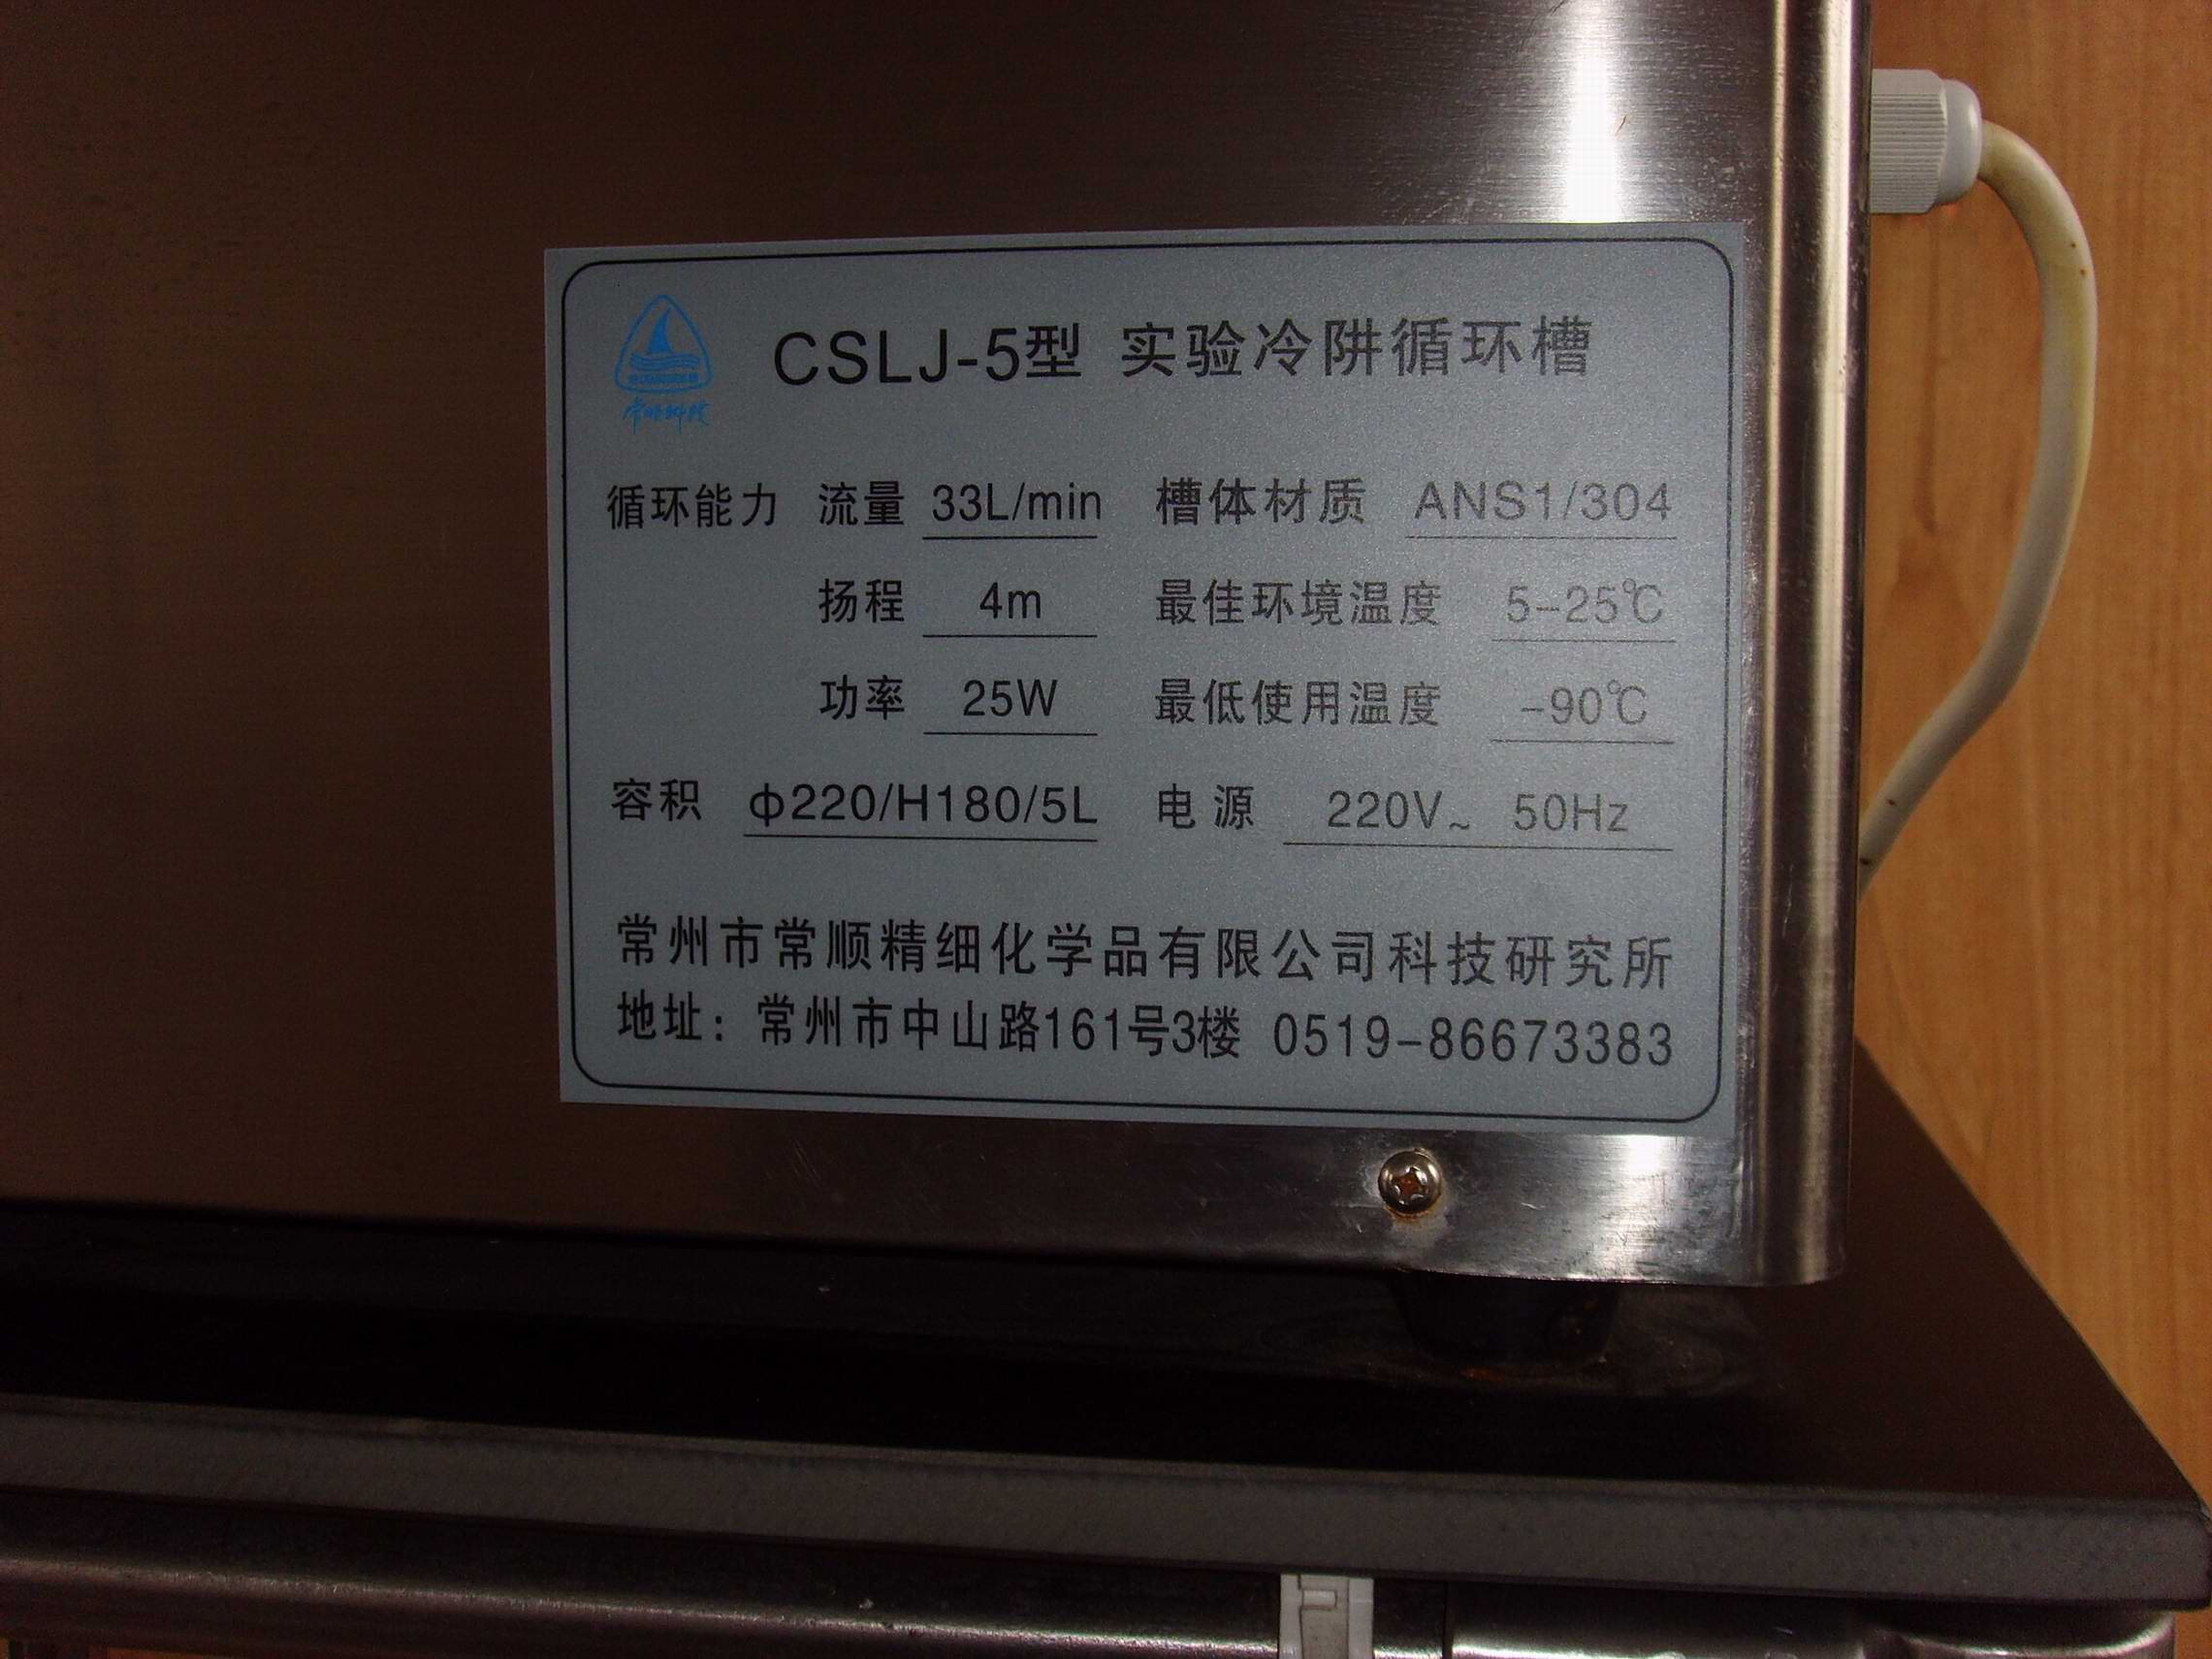 CSLJ-5型 实验冷阱循环槽
循环能力 流量 33L/min 槽体材质 ANS1/304
扬程 4m 最佳环境温度 5-25℃
功率 25W 最低使用温度 -90℃
容积 φ220/H180/5L 电源 220V~ 50Hz
常州市常顺精细化学品有限公司科技研究所
地址：常州市中山路161号3楼 0519-86673383